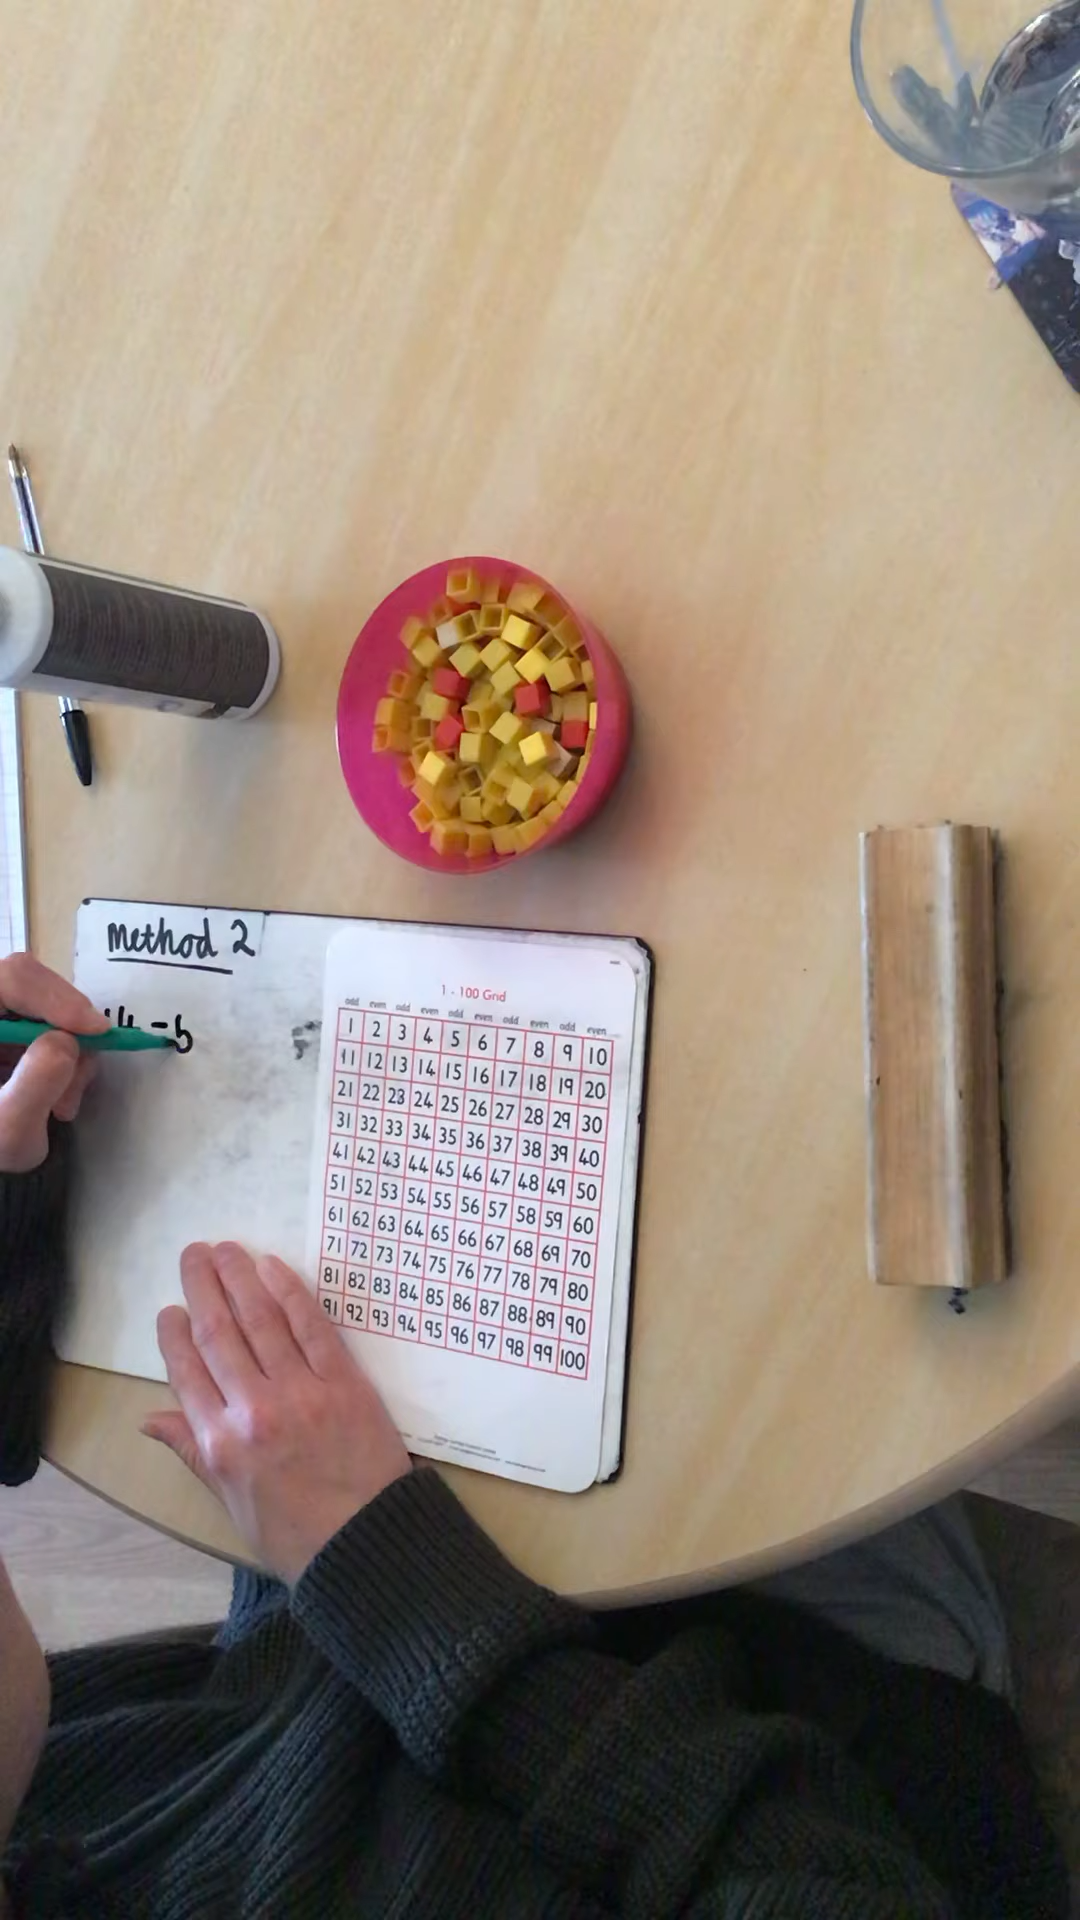 method 2
14-6
1 - 100 Grid
odd even odd even odd even odd even odd even
1 2 3 4 5 6 7 8 9 10
11 12 13 14 15 16 17 18 19 20
21 22 23 24 25 26 27 28 29 30
31 32 33 34 35 36 37 38 39 40
41 42 43 44 45 46 47 48 49 50
51 52 53 54 55 56 57 58 59 60
61 62 63 64 65 66 67 68 69 70
71 72 73 74 75 76 77 78 79 80
81 82 83 84 85 86 87 88 89 90
91 92 93 94 95 96 97 98 99 100